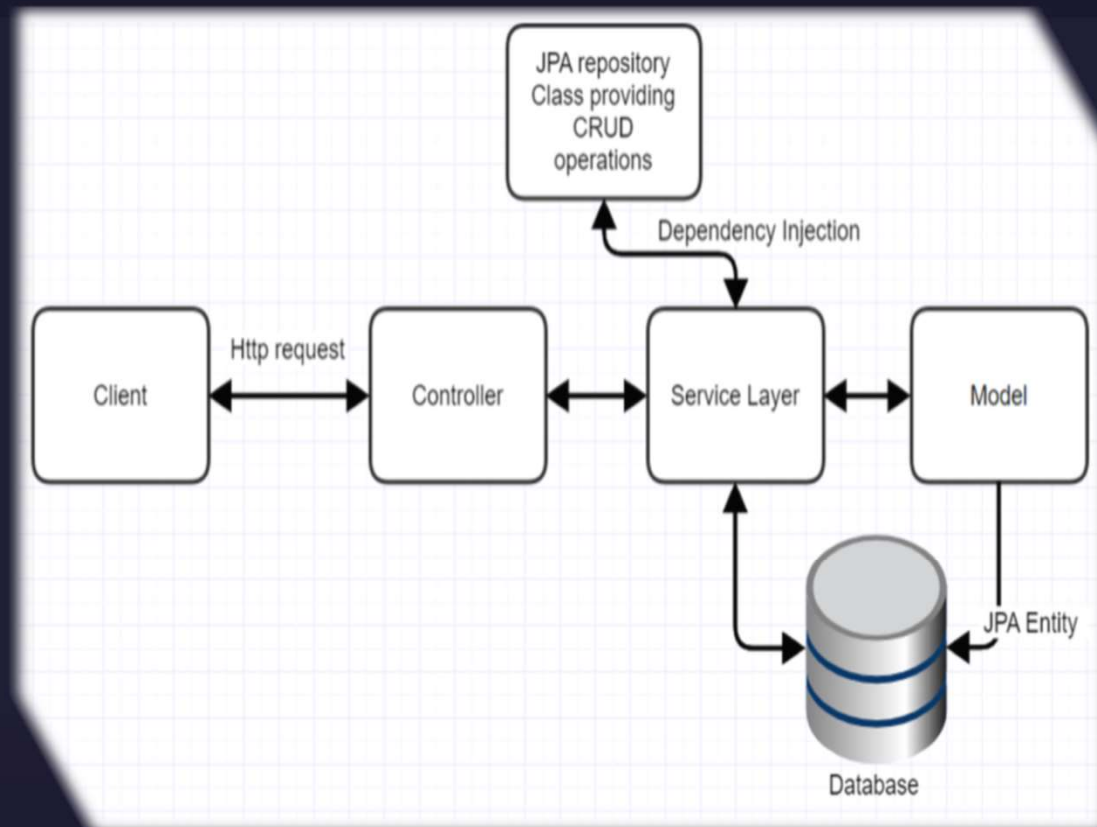 JPA repository
Class providing
CRUD
operations
Dependency Injection
Http request
Client
Controller
Service Layer
Model
JPA Entity
Database